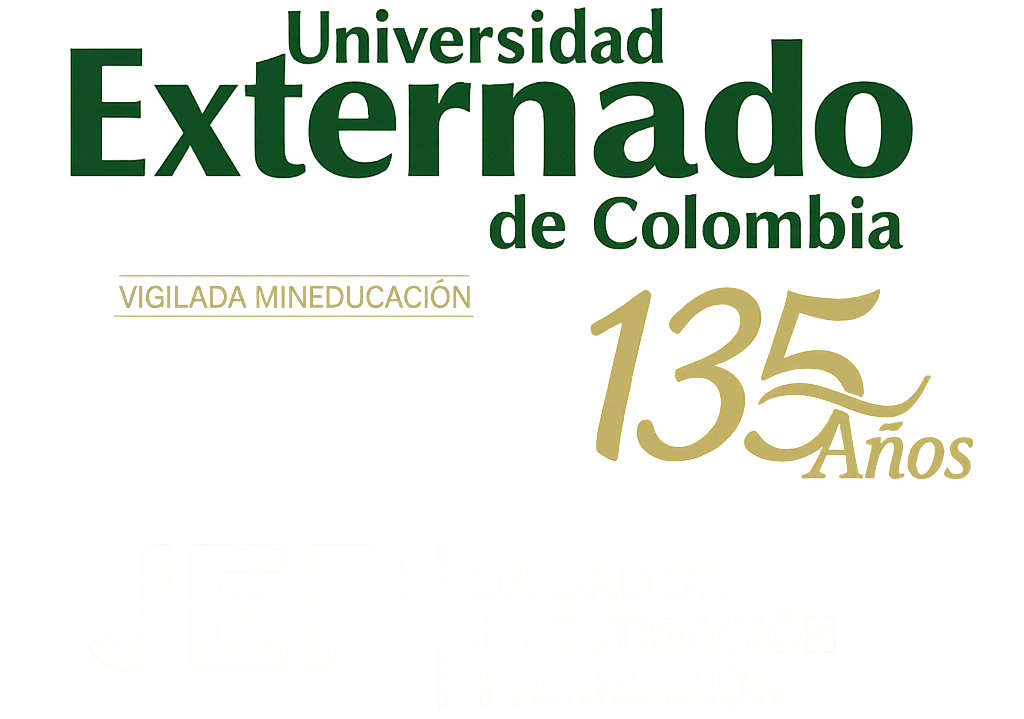 Universidad
Externado
de Colombia
VIGILADA MINEDUCACIÓN
135
Años
JEP
UNIDAD DE
INVESTIGACIÓN
Y ACUSACIÓN